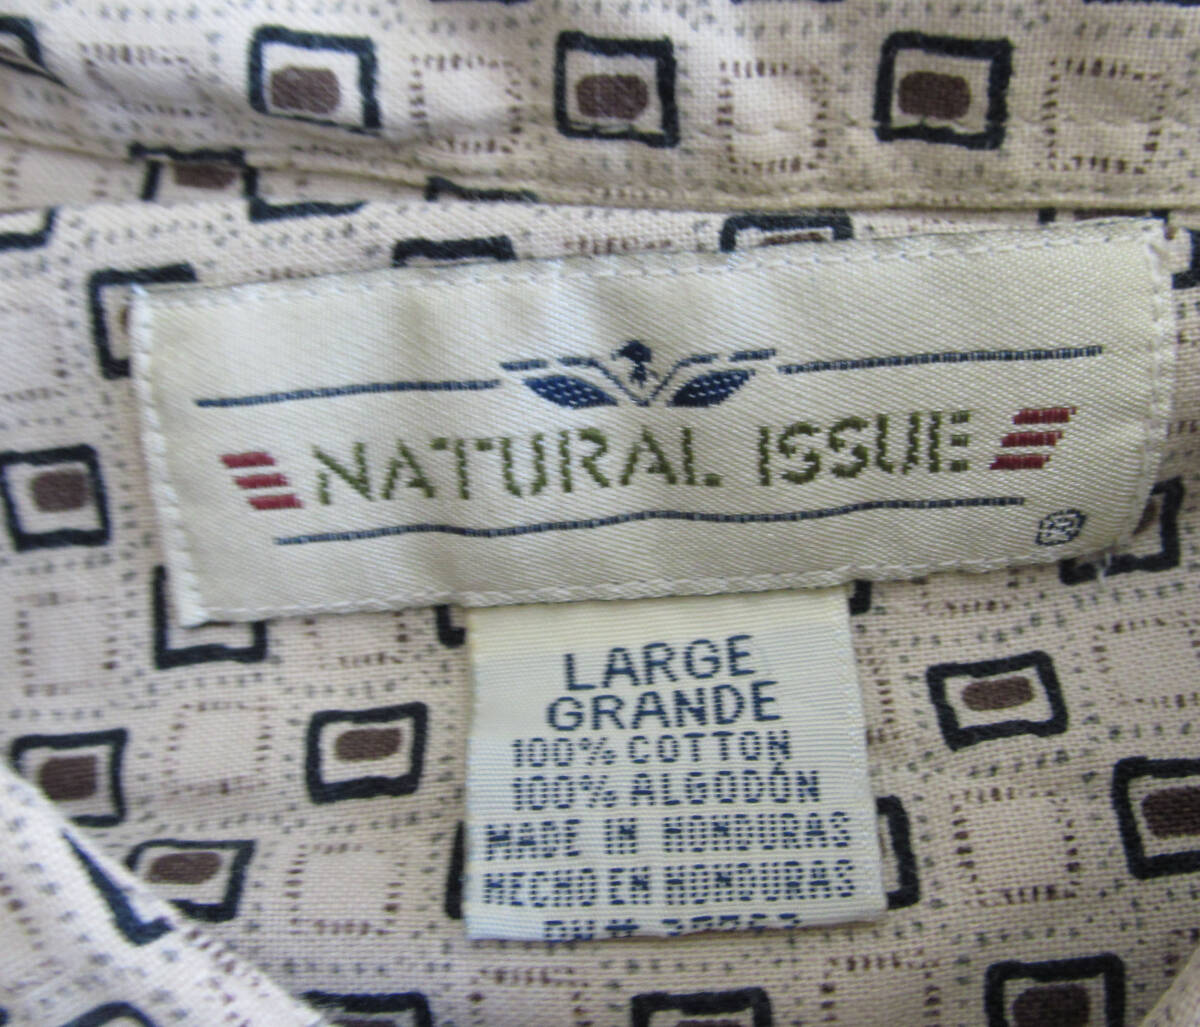 NATURAL ISSUE
®
LARGE
GRANDE
100% COTTON
100% ALGODÓN
MADE IN HONDURAS
HECHO EN HONDURAS